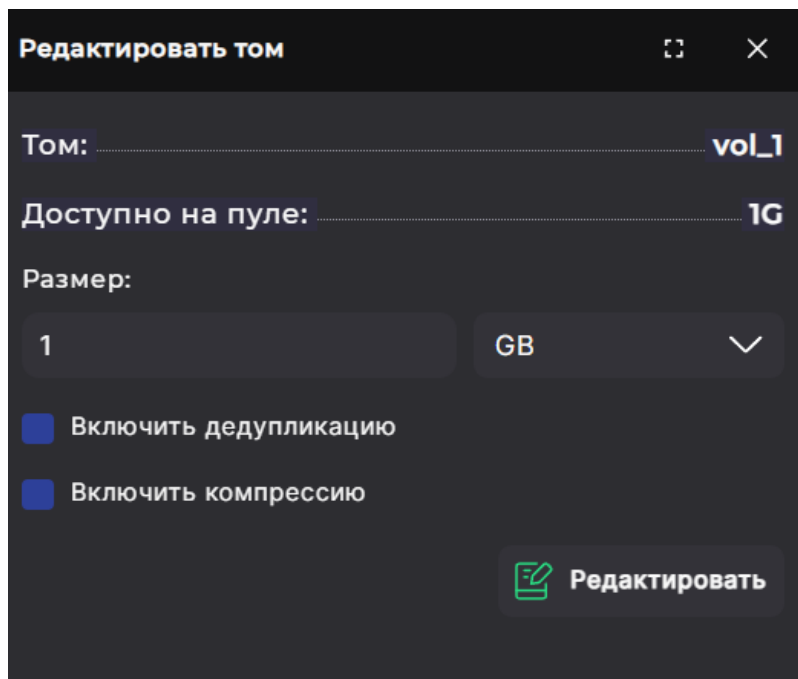 Редактировать том
Том: vol_1
Доступно на пуле: 1G
Размер:
1 GB
Включить дедупликацию
Включить компрессию
Редактировать